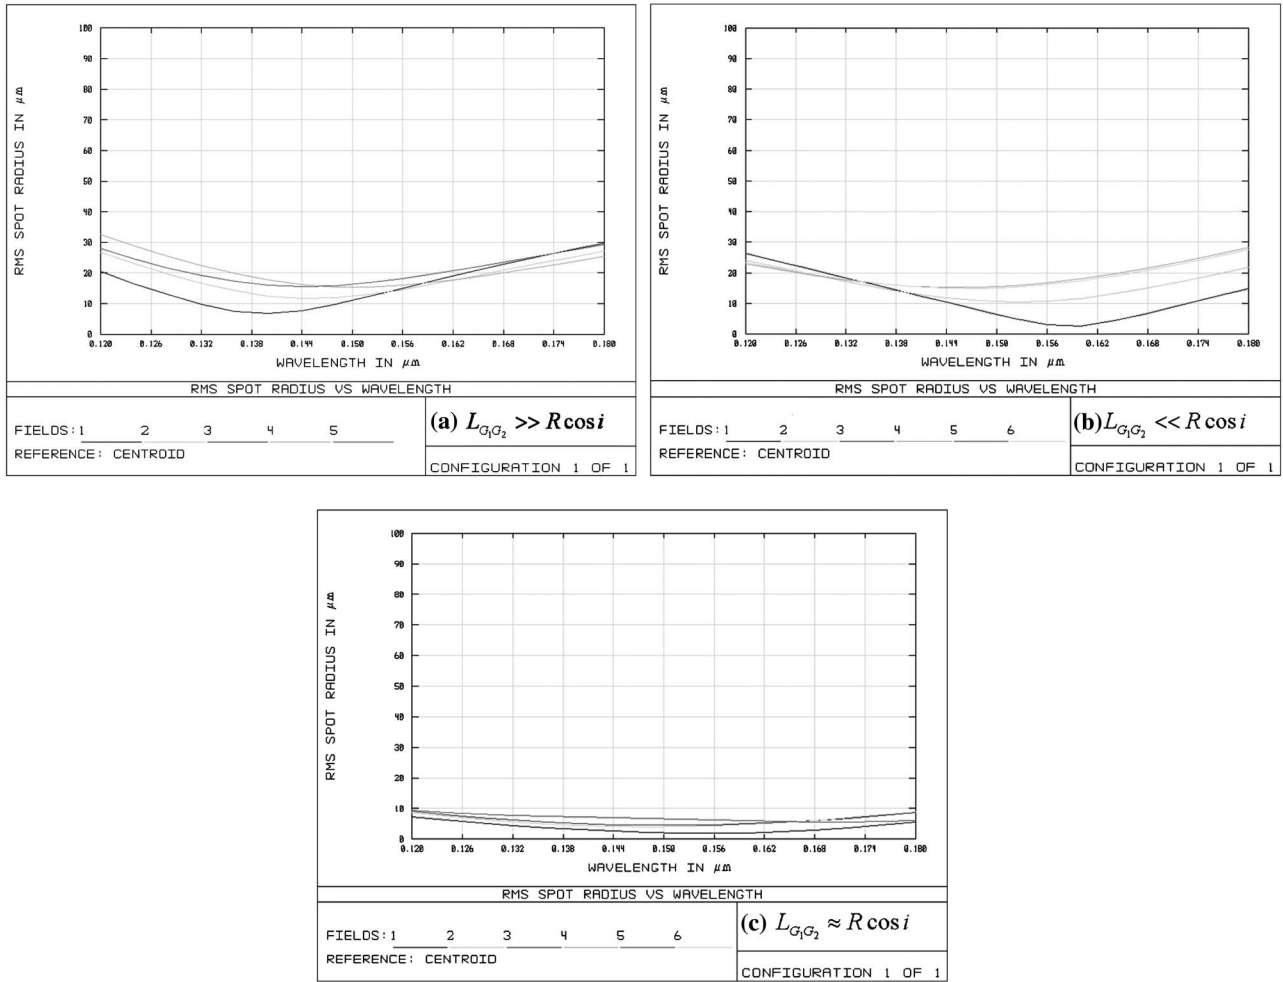 100
90
80
70
60
50
40
30
20
10
0
RMS SPOT RADIUS IN µm
0.120 0.126 0.132 0.138 0.144 0.150 0.156 0.162 0.168 0.174 0.180
WAVELENGTH IN µm
RMS SPOT RADIUS VS WAVELENGTH
FIELDS:1 2 3 4 5
REFERENCE: CENTROID
(a) L_{G₁G₂} >> R cos i
CONFIGURATION 1 OF 1
100
90
80
70
60
50
40
30
20
10
0
RMS SPOT RADIUS IN µm
0.120 0.126 0.132 0.138 0.144 0.150 0.156 0.162 0.168 0.174 0.180
WAVELENGTH IN µm
RMS SPOT RADIUS VS WAVELENGTH
FIELDS:1 2 3 4 5 6
REFERENCE: CENTROID
(b) L_{G₁G₂} << R cos i
CONFIGURATION 1 OF 1
100
90
80
70
60
50
40
30
20
10
0
RMS SPOT RADIUS IN µm
0.120 0.126 0.132 0.138 0.144 0.150 0.156 0.162 0.168 0.174 0.180
WAVELENGTH IN µm
RMS SPOT RADIUS VS WAVELENGTH
FIELDS:1 2 3 4 5 6
REFERENCE: CENTROID
(c) L_{G₁G₂} ≈ R cos i
CONFIGURATION 1 OF 1